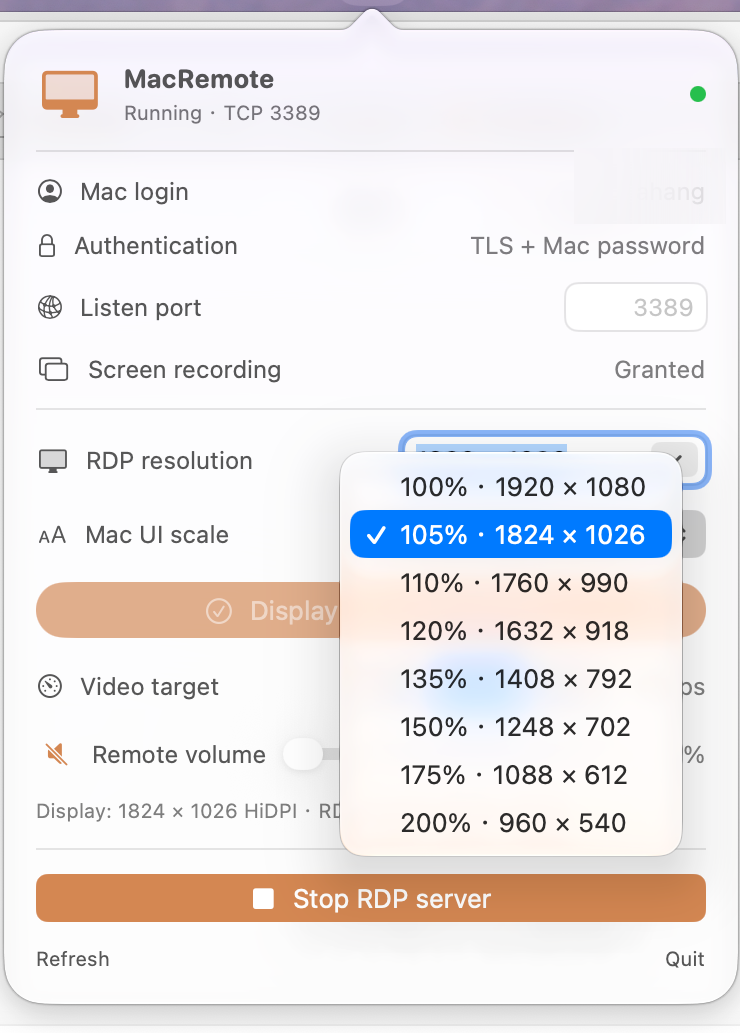 MacRemote
Running · TCP 3389
Mac login
Authentication TLS + Mac password
Listen port 3389
Screen recording Granted
RDP resolution
100% · 1920 × 1080
Mac UI scale
105% · 1824 × 1026
110% · 1760 × 990
Display
120% · 1632 × 918
Video target
135% · 1408 × 792
150% · 1248 × 702
Remote volume %
175% · 1088 × 612
Display: 1824 × 1026 HiDPI
200% · 960 × 540
Stop RDP server
Refresh Quit